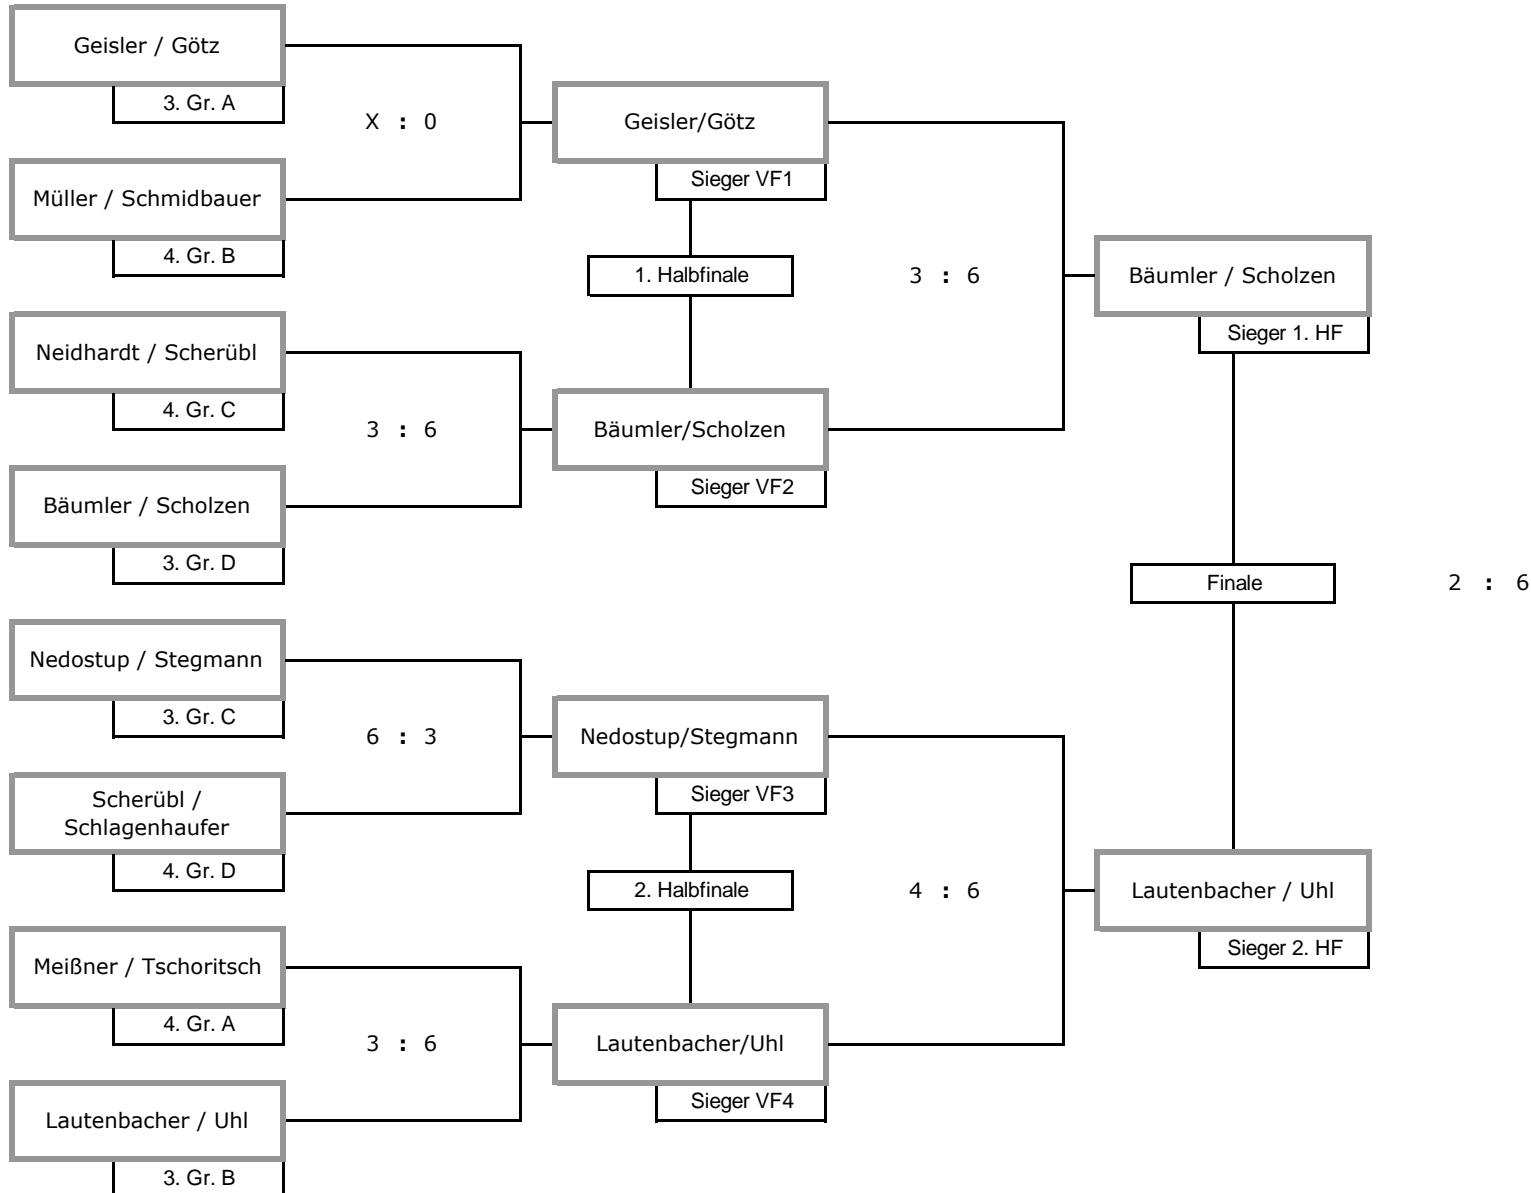 Geisler / Götz
3. Gr. A
X : 0
Müller / Schmidbauer
4. Gr. B
Neidhardt / Scherübl
4. Gr. C
3 : 6
Bäumler / Scholzen
3. Gr. D
Nedostup / Stegmann
3. Gr. C
6 : 3
Scherübl /
Schlagenhaufer
4. Gr. D
Meißner / Tschoritsch
4. Gr. A
3 : 6
Lautenbacher / Uhl
3. Gr. B
Geisler/Götz
Sieger VF1
1. Halbfinale
3 : 6
Bäumler/Scholzen
Sieger VF2
Nedostup/Stegmann
Sieger VF3
2. Halbfinale
4 : 6
Lautenbacher/Uhl
Sieger VF4
Bäumler / Scholzen
Sieger 1. HF
Finale
2 : 6
Lautenbacher / Uhl
Sieger 2. HF